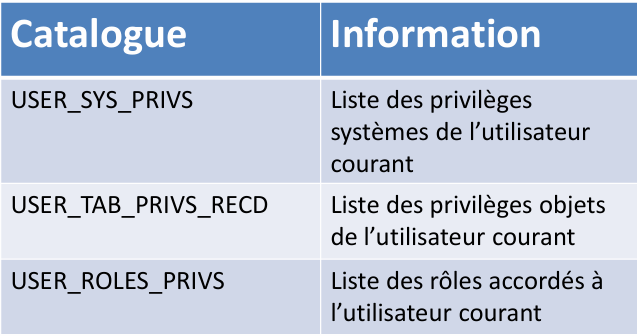 Catalogue
Information
USER_SYS_PRIVS
Liste des privilèges
systèmes de l’utilisateur
courant
USER_TAB_PRIVS_RECD
Liste des privilèges objets
de l’utilisateur courant
USER_ROLES_PRIVS
Liste des rôles accordés à
l’utilisateur courant